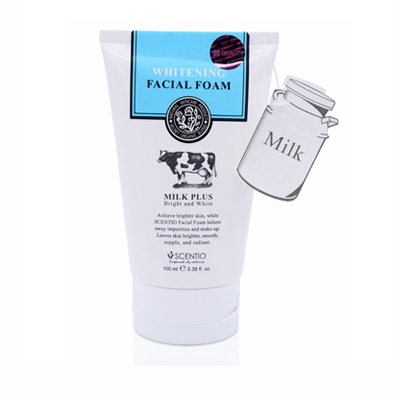 BEAUTY
WHITENING
FACIAL FOAM
Milk
MILK PLUS
Bright and White
Achieve brighter skin, while
SCENTIO Facial Foam lathers
away impurities and make-up.
Leaves skin brighter, smooth,
supple, and radiant.
SCENTIO
100 ml e 3.38 fl. oz